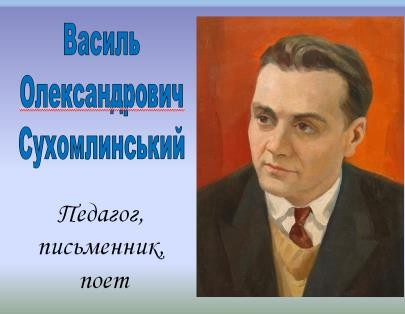 Василь
Олександрович
Сухомлинський
Педагог,
письменник,
поет